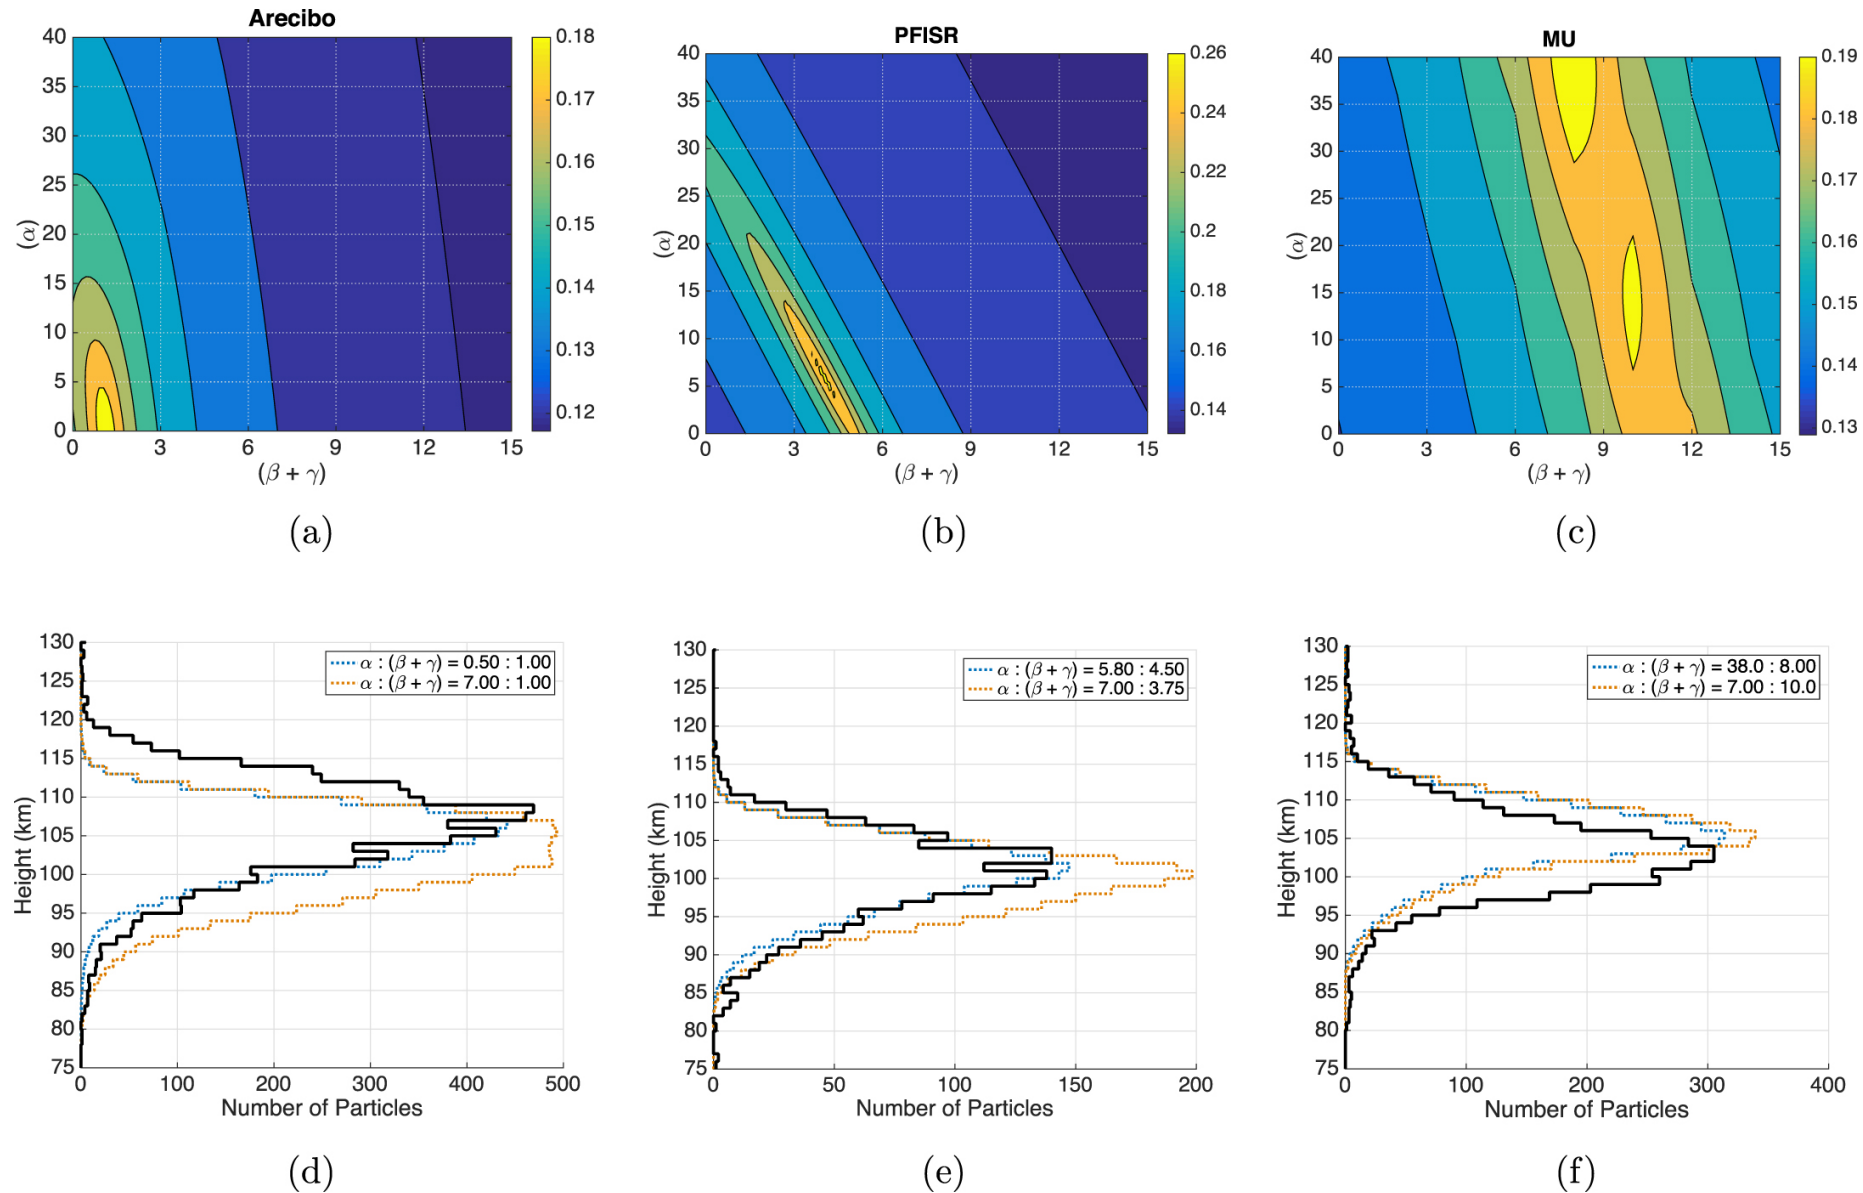 Arecibo
40
35
30
25
20
15
10
5
0
(α)
0 3 6 9 12 15
(β + γ)
0.18
0.17
0.16
0.15
0.14
0.13
0.12
(a)
PFISR
40
35
30
25
20
15
10
5
0
(α)
0 3 6 9 12 15
(β + γ)
0.26
0.24
0.22
0.2
0.18
0.16
0.14
(b)
MU
40
35
30
25
20
15
10
5
0
(α)
0 3 6 9 12 15
(β + γ)
0.19
0.18
0.17
0.16
0.15
0.14
0.13
(c)
130
125
120
115
110
105
100
95
90
85
80
75
Height (km)
α : (β + γ) = 0.50 : 1.00
α : (β + γ) = 7.00 : 1.00
0 100 200 300 400 500
Number of Particles
(d)
130
125
120
115
110
105
100
95
90
85
80
75
Height (km)
α : (β + γ) = 5.80 : 4.50
α : (β + γ) = 7.00 : 3.75
0 50 100 150 200
Number of Particles
(e)
130
125
120
115
110
105
100
95
90
85
80
75
Height (km)
α : (β + γ) = 38.0 : 8.00
α : (β + γ) = 7.00 : 10.0
0 100 200 300 400
Number of Particles
(f)